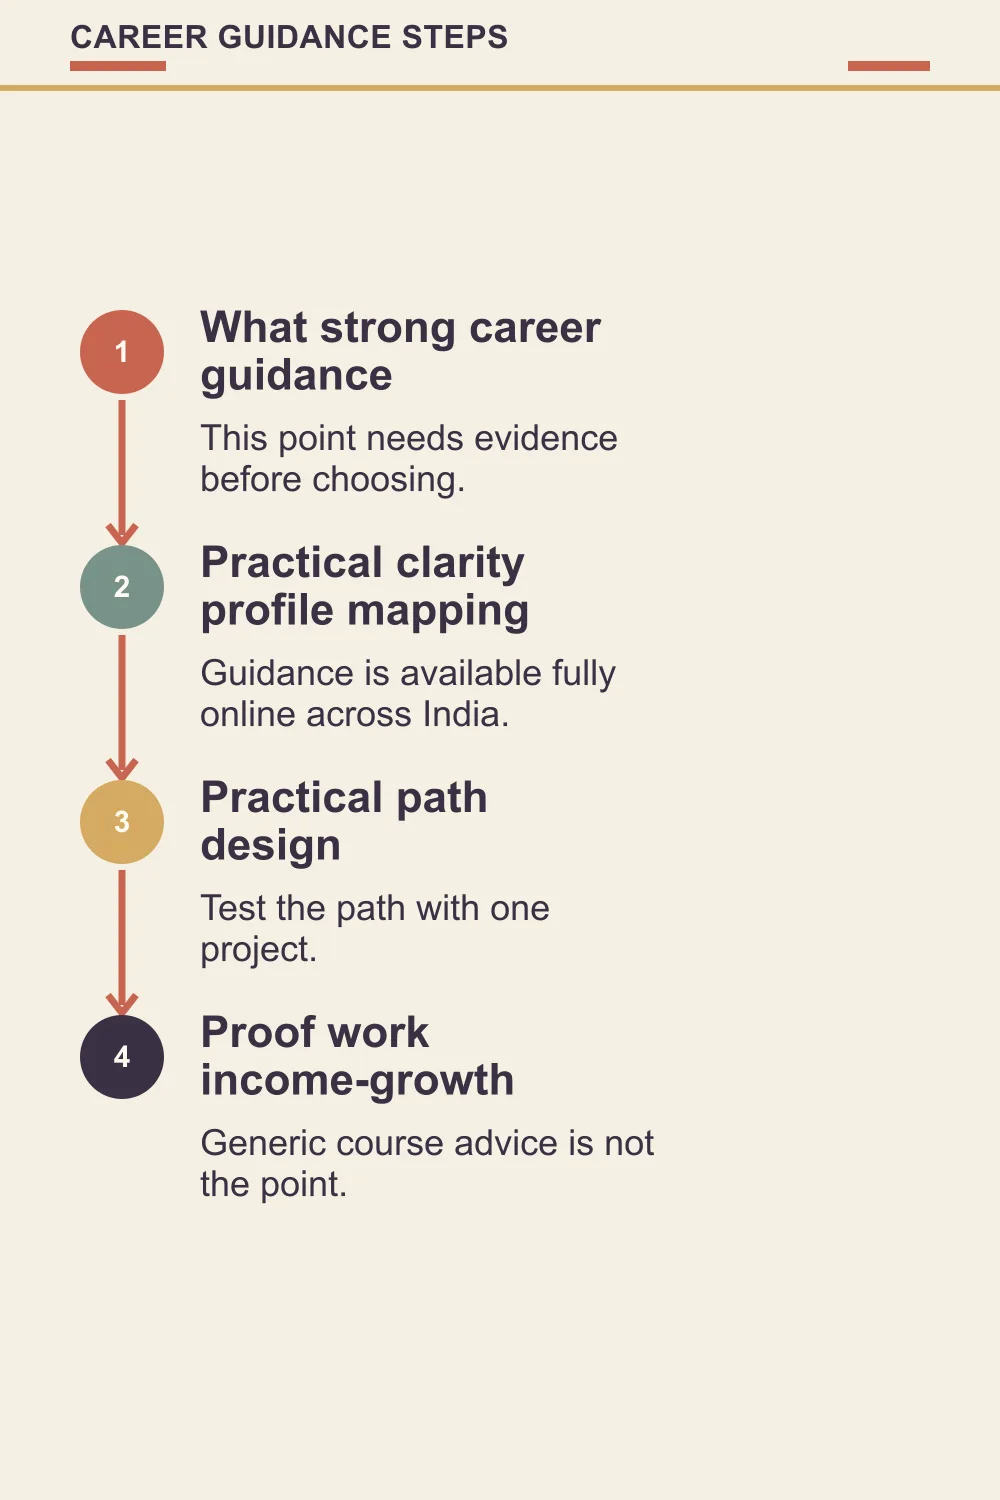 CAREER GUIDANCE STEPS
1
What strong career
guidance
This point needs evidence
before choosing.
2
Practical clarity
profile mapping
Guidance is available fully
online across India.
3
Practical path
design
Test the path with one
project.
4
Proof work
income-growth
Generic course advice is not
the point.